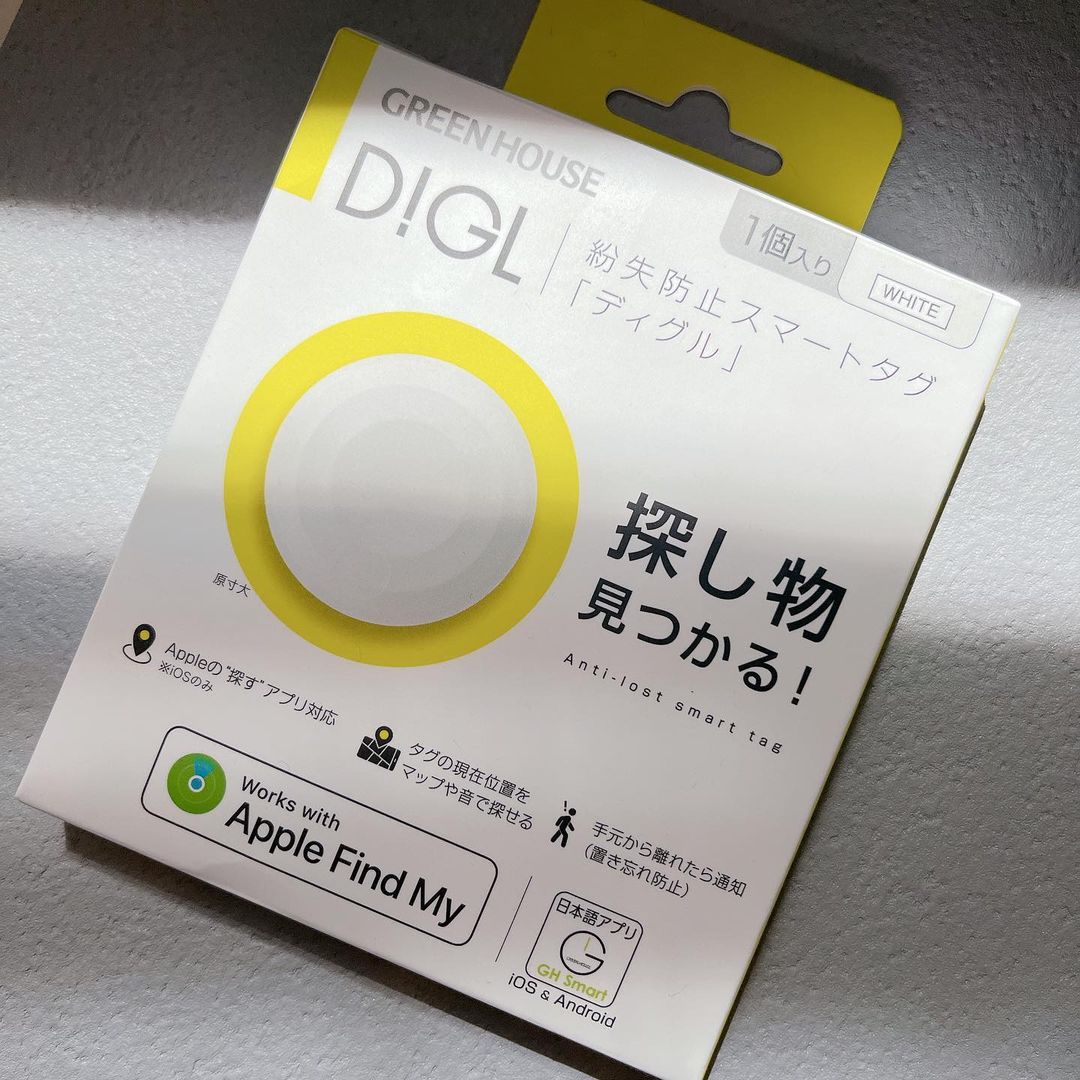 GREEN HOUSE
D!GL
紛失防止スマートタグ
「ディグル」
1個入り
WHITE
探し物
見つかる!
Anti-lost smart tag
原寸大
Appleの"探す"アプリ対応
※iOSのみ
タグの現在位置を
マップや音で探せる
手元から離れたら通知
(置き忘れ防止)
Works with
Apple Find My
日本語アプリ
G
GREEN HOUSE
GH Smart
iOS & Android